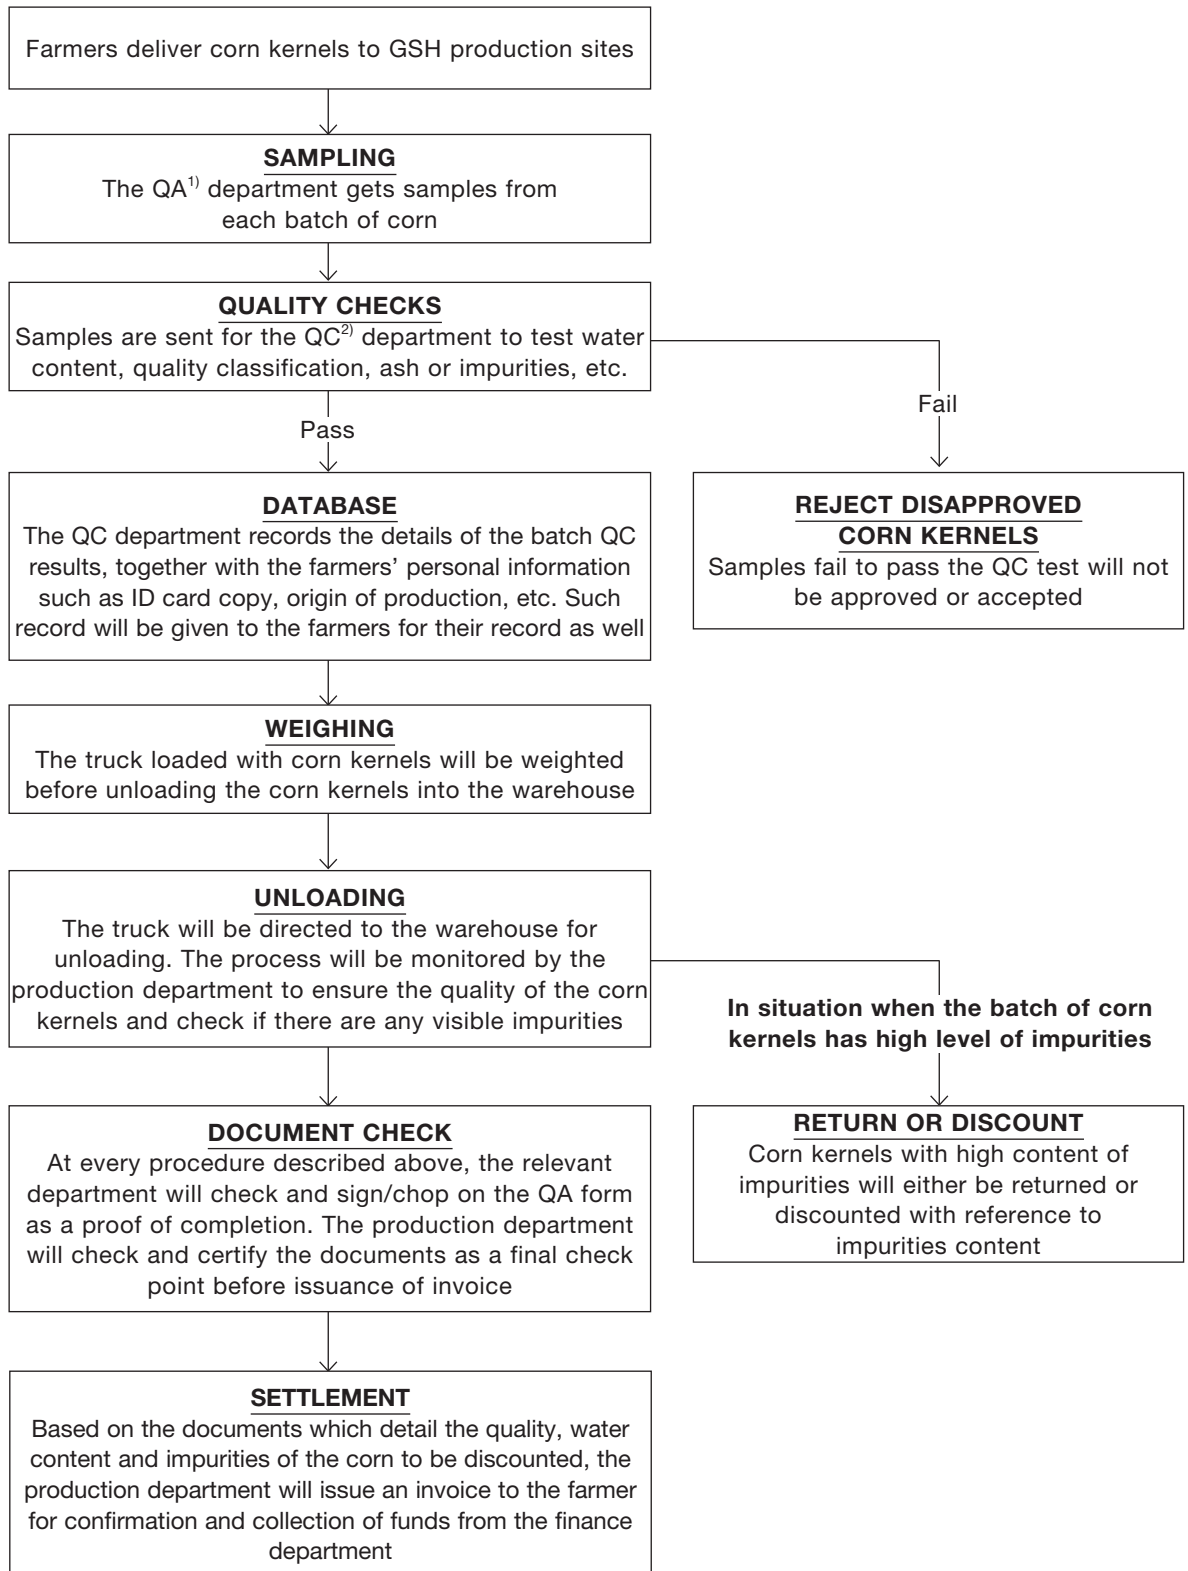 Farmers deliver corn kernels to GSH production sites
SAMPLING
The QA1) department gets samples from
each batch of corn
QUALITY CHECKS
Samples are sent for the QC2) department to test water
content, quality classification, ash or impurities, etc.
Fail
Pass
DATABASE
The QC department records the details of the batch QC
results, together with the farmers’ personal information
such as ID card copy, origin of production, etc. Such
record will be given to the farmers for their record as well
REJECT DISAPPROVED
CORN KERNELS
Samples fail to pass the QC test will not
be approved or accepted
WEIGHING
The truck loaded with corn kernels will be weighted
before unloading the corn kernels into the warehouse
UNLOADING
The truck will be directed to the warehouse for
unloading. The process will be monitored by the
production department to ensure the quality of the corn
kernels and check if there are any visible impurities
In situation when the batch of corn
kernels has high level of impurities
DOCUMENT CHECK
At every procedure described above, the relevant
department will check and sign/chop on the QA form
as a proof of completion. The production department
will check and certify the documents as a final check
point before issuance of invoice
RETURN OR DISCOUNT
Corn kernels with high content of
impurities will either be returned or
discounted with reference to
impurities content
SETTLEMENT
Based on the documents which detail the quality, water
content and impurities of the corn to be discounted, the
production department will issue an invoice to the farmer
for confirmation and collection of funds from the finance
department